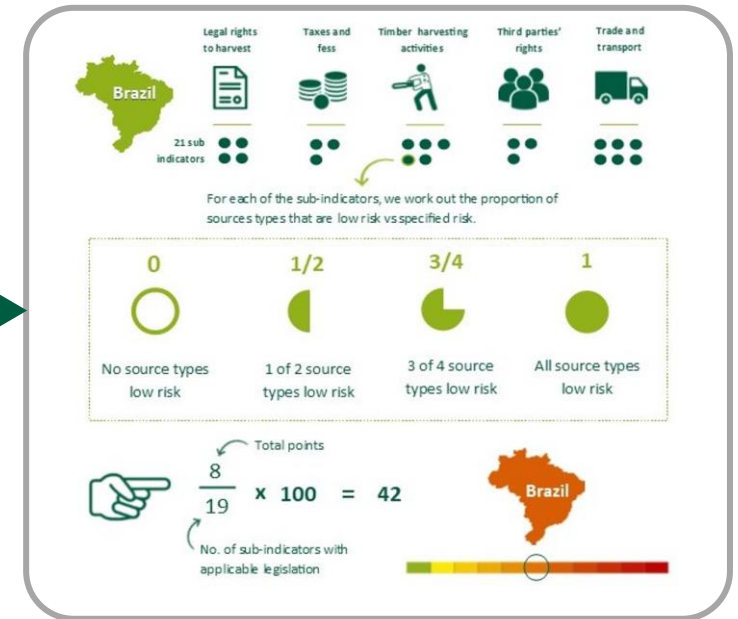 Legal rights
to harvest
Taxes and
fess
Timber harvesting
activities
Third parties'
rights
Trade and
transport
Brazil
21 sub
indicators
For each of the sub-indicators, we work out the proportion of
sources types that are low risk vs specified risk.
0
1/2
3/4
1
No source types
low risk
1 of 2 source
types low risk
3 of 4 source
types low risk
All source types
low risk
Total points
8
19
x 100 = 42
No. of sub-indicators with
applicable legislation
Brazil